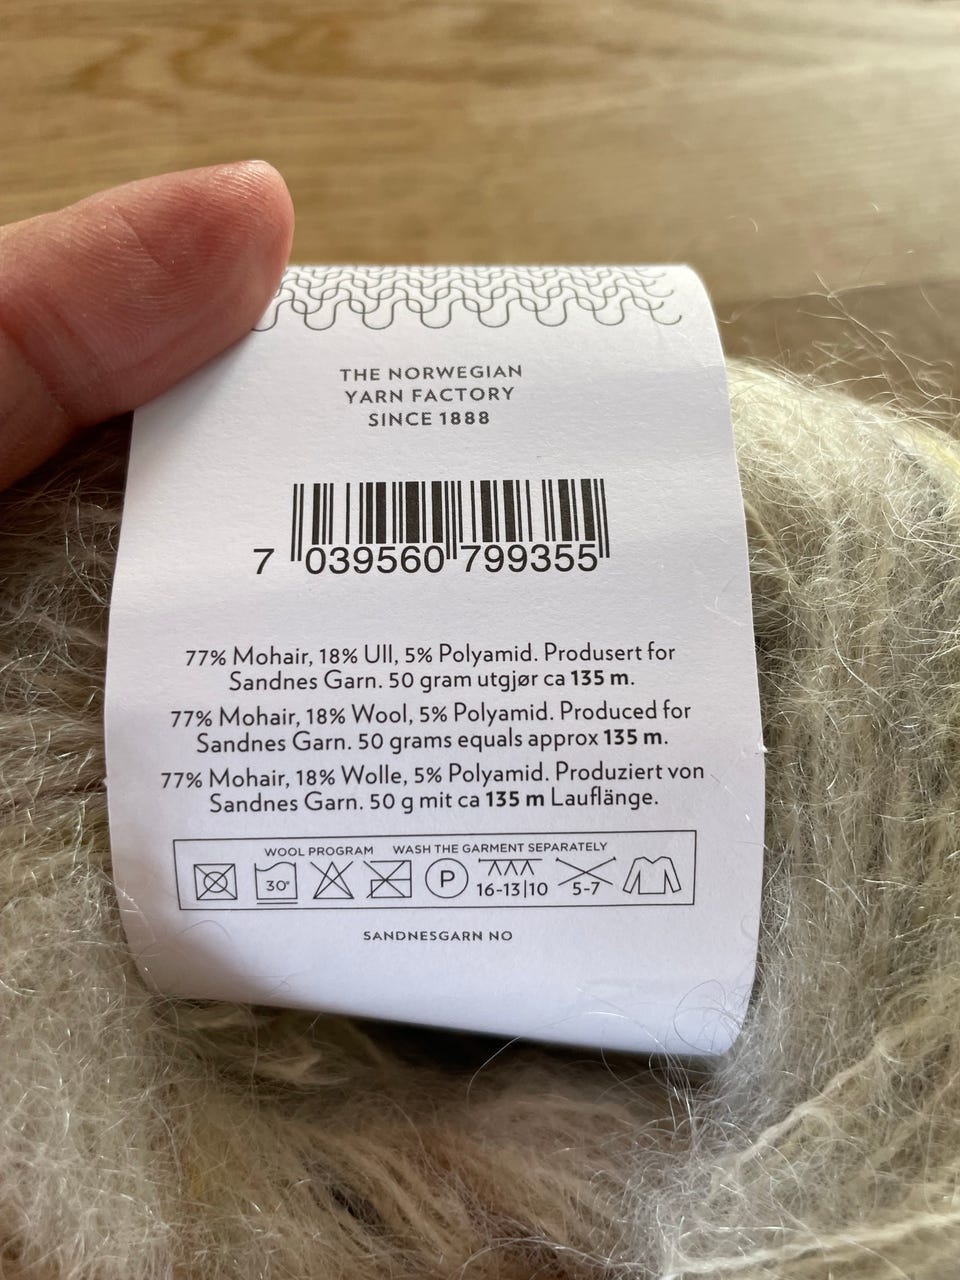 THE NORWEGIAN
YARN FACTORY
SINCE 1888
7 039560 799355
77% Mohair, 18% Ull, 5% Polyamid. Produsert for
Sandnes Garn. 50 gram utgjør ca 135 m.
77% Mohair, 18% Wool, 5% Polyamid. Produced for
Sandnes Garn. 50 grams equals approx 135 m.
77% Mohair, 18% Wolle, 5% Polyamid. Produziert von
Sandnes Garn. 50 g mit ca 135 m Lauflänge.
WOOL PROGRAM WASH THE GARMENT SEPARATELY
30° P 16-13|10 5-7
SANDNESGARN NO